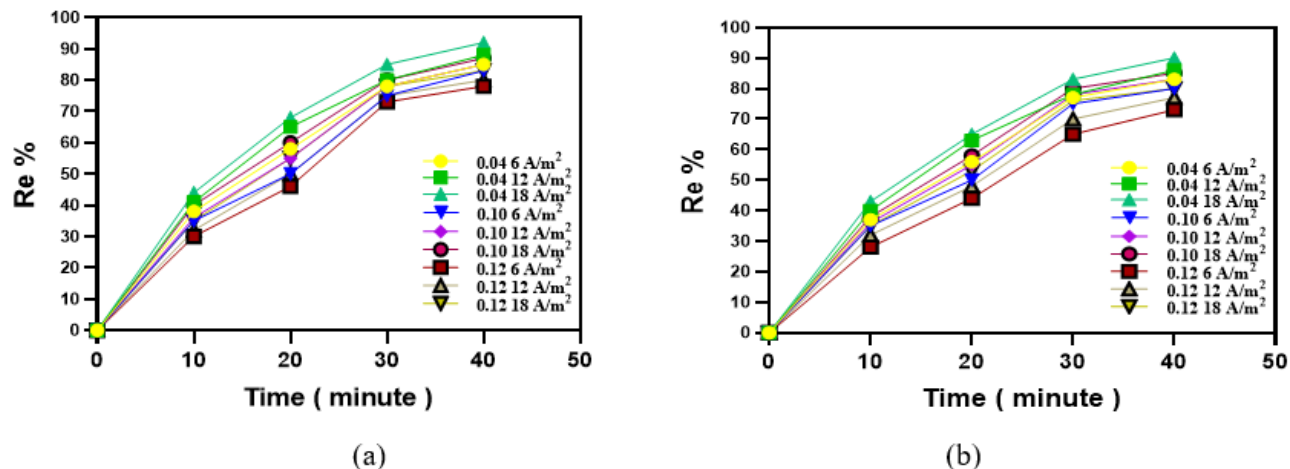 100
90
80
70
60
50
40
30
20
10
0
Re %
0 10 20 30 40 50
Time ( minute )
0.04 6 A/m²
0.04 12 A/m²
0.04 18 A/m²
0.10 6 A/m²
0.10 12 A/m²
0.10 18 A/m²
0.12 6 A/m²
0.12 12 A/m²
0.12 18 A/m²
(a)
100
90
80
70
60
50
40
30
20
10
0
Re %
0 10 20 30 40 50
Time ( minute )
0.04 6 A/m²
0.04 12 A/m²
0.04 18 A/m²
0.10 6 A/m²
0.10 12 A/m²
0.10 18 A/m²
0.12 6 A/m²
0.12 12 A/m²
0.12 18 A/m²
(b)